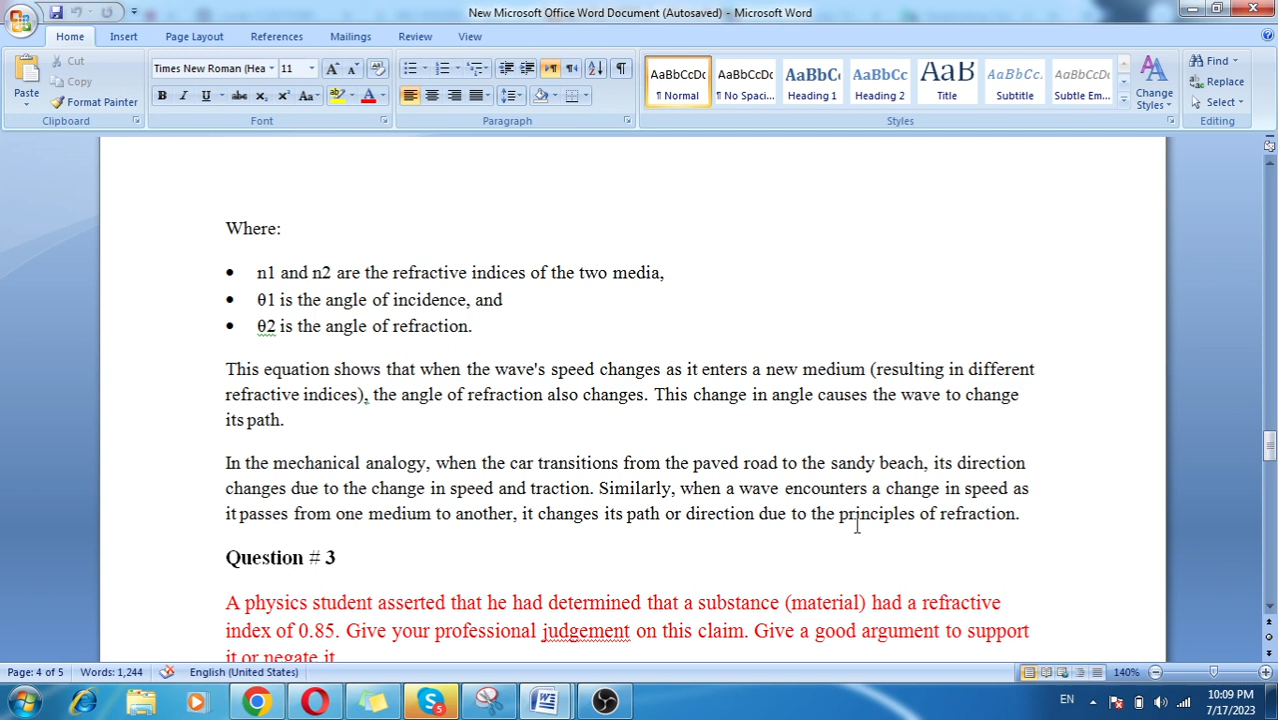 New Microsoft Office Word Document (Autosaved) - Microsoft Word
Home Insert Page Layout References Mailings Review View
Paste
Cut
Copy
Format Painter
Clipboard
Times New Roman (Hea 11
B I U abc x₂ x² Aa
Font
Paragraph
AaBbCcDc AaBbCcDc AaBbC AaBbCc AaB AaBbCcL AaBbCcDc
¶ Normal ¶ No Spaci... Heading 1 Heading 2 Title Subtitle Subtle Em...
Change Styles
Styles
Find
Replace
Select
Editing
Where:
• n1 and n2 are the refractive indices of the two media,
• θ1 is the angle of incidence, and
• θ2 is the angle of refraction.
This equation shows that when the wave's speed changes as it enters a new medium (resulting in different
refractive indices), the angle of refraction also changes. This change in angle causes the wave to change
its path.
In the mechanical analogy, when the car transitions from the paved road to the sandy beach, its direction
changes due to the change in speed and traction. Similarly, when a wave encounters a change in speed as
it passes from one medium to another, it changes its path or direction due to the principles of refraction.
Question # 3
A physics student asserted that he had determined that a substance (material) had a refractive
index of 0.85. Give your professional judgement on this claim. Give a good argument to support
it or negate it
Page: 4 of 5 Words: 1,244 English (United States) 140%
EN
10:09 PM
7/17/2023